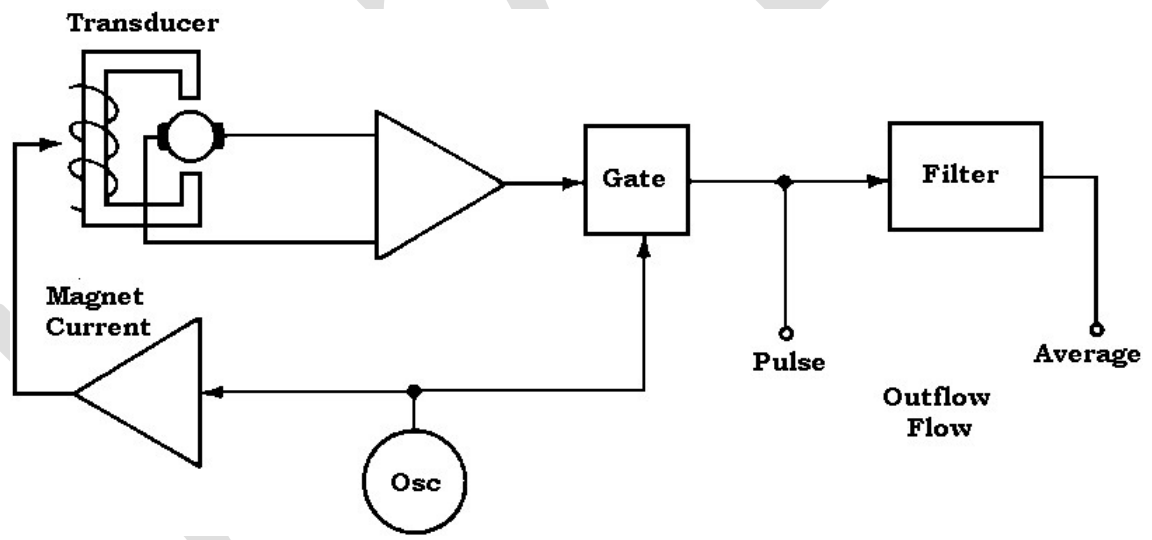 Transducer
Gate
Filter
Magnet
Current
Pulse
Average
Outflow
Flow
Osc